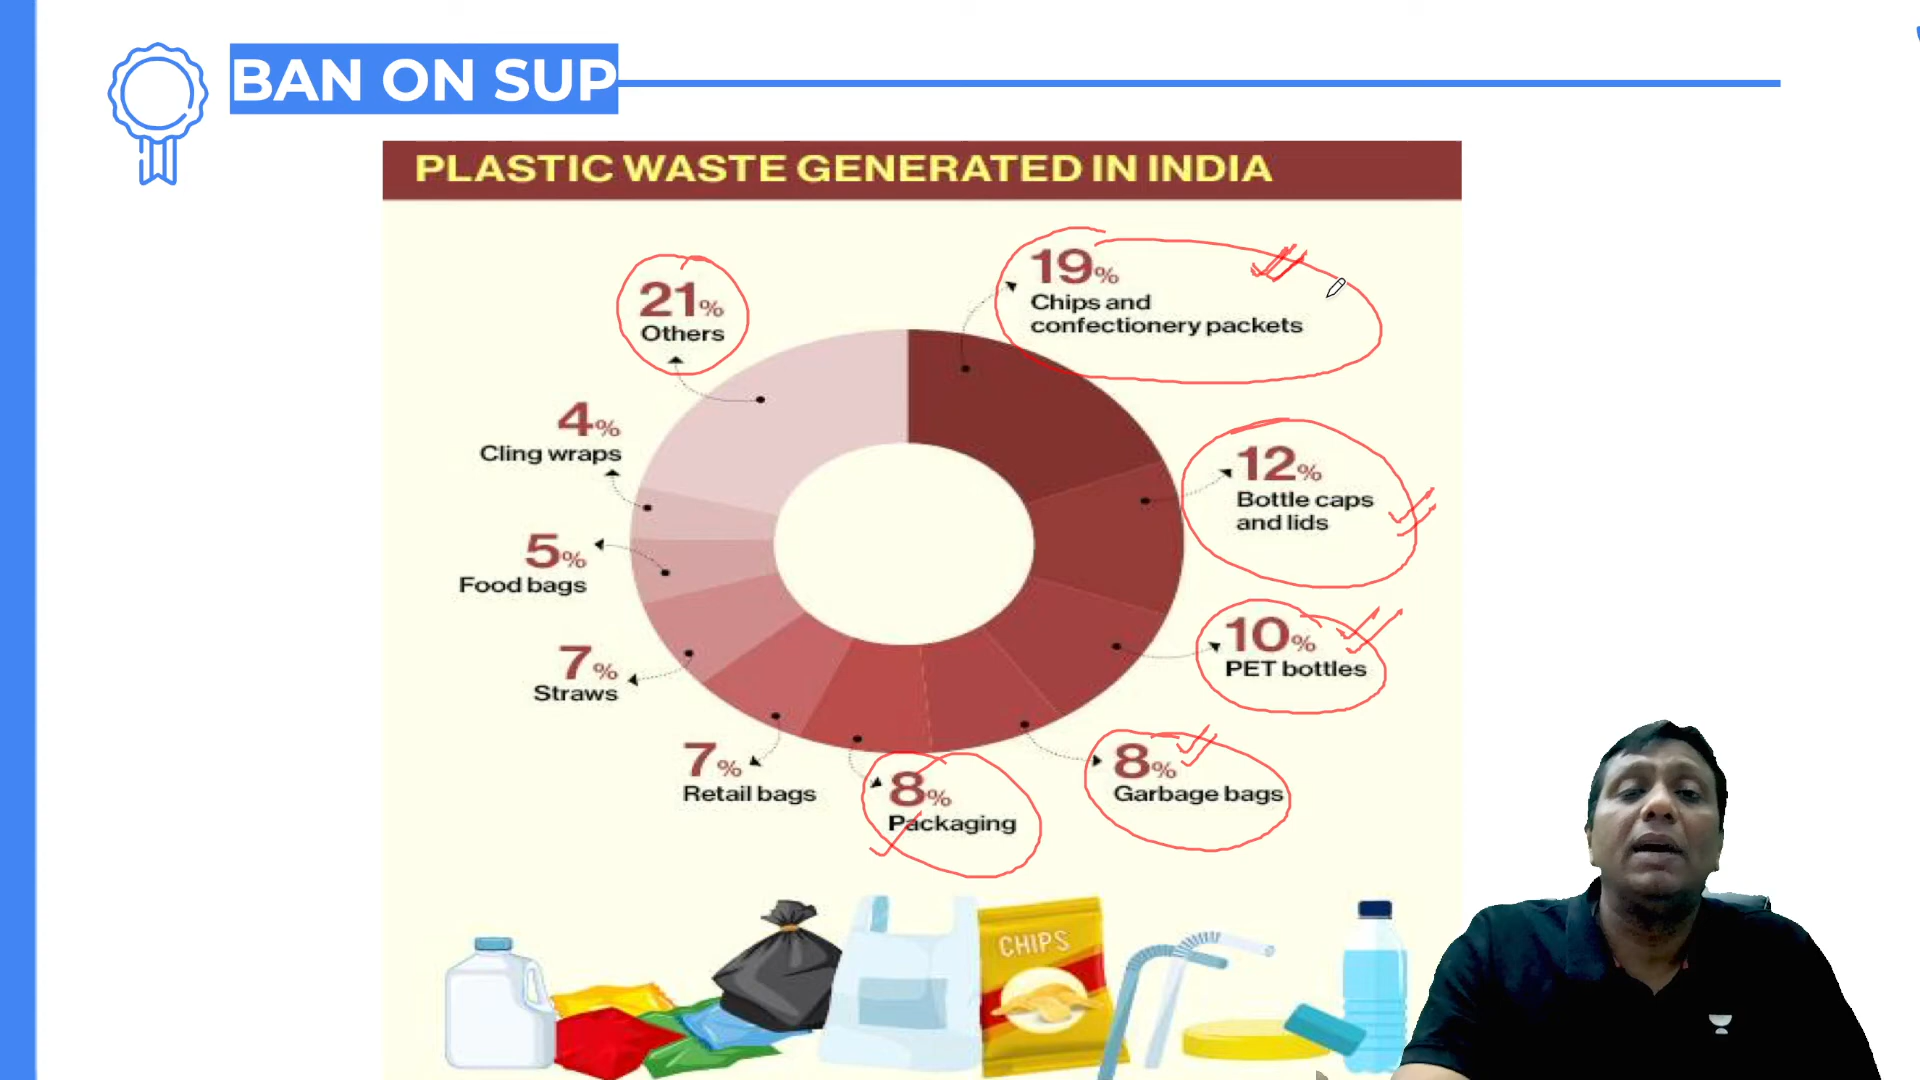 BAN ON SUP
PLASTIC WASTE GENERATED IN INDIA
19%
Chips and
confectionery packets
12%
Bottle caps
and lids
10%
PET bottles
8%
Garbage bags
8%
Packaging
7%
Retail bags
7%
Straws
5%
Food bags
4%
Cling wraps
21%
Others
CHIPS